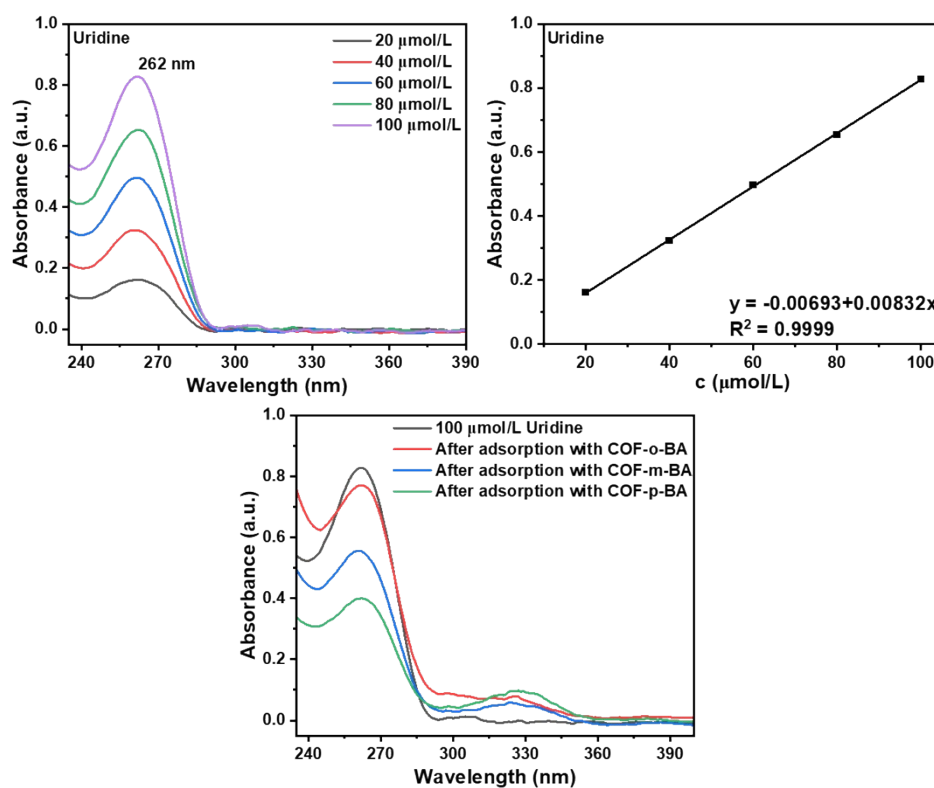 Uridine
262 nm
20 µmol/L
40 µmol/L
60 µmol/L
80 µmol/L
100 µmol/L
1.0
0.8
0.6
0.4
0.2
0.0
Absorbance (a.u.)
240 270 300 330 360 390
Wavelength (nm)
Uridine
1.0
0.8
0.6
0.4
0.2
0.0
Absorbance (a.u.)
y = -0.00693+0.00832x
R² = 0.9999
20 40 60 80 100
c (µmol/L)
100 µmol/L Uridine
After adsorption with COF-o-BA
After adsorption with COF-m-BA
After adsorption with COF-p-BA
1.0
0.8
0.6
0.4
0.2
0.0
Absorbance (a.u.)
240 270 300 330 360 390
Wavelength (nm)